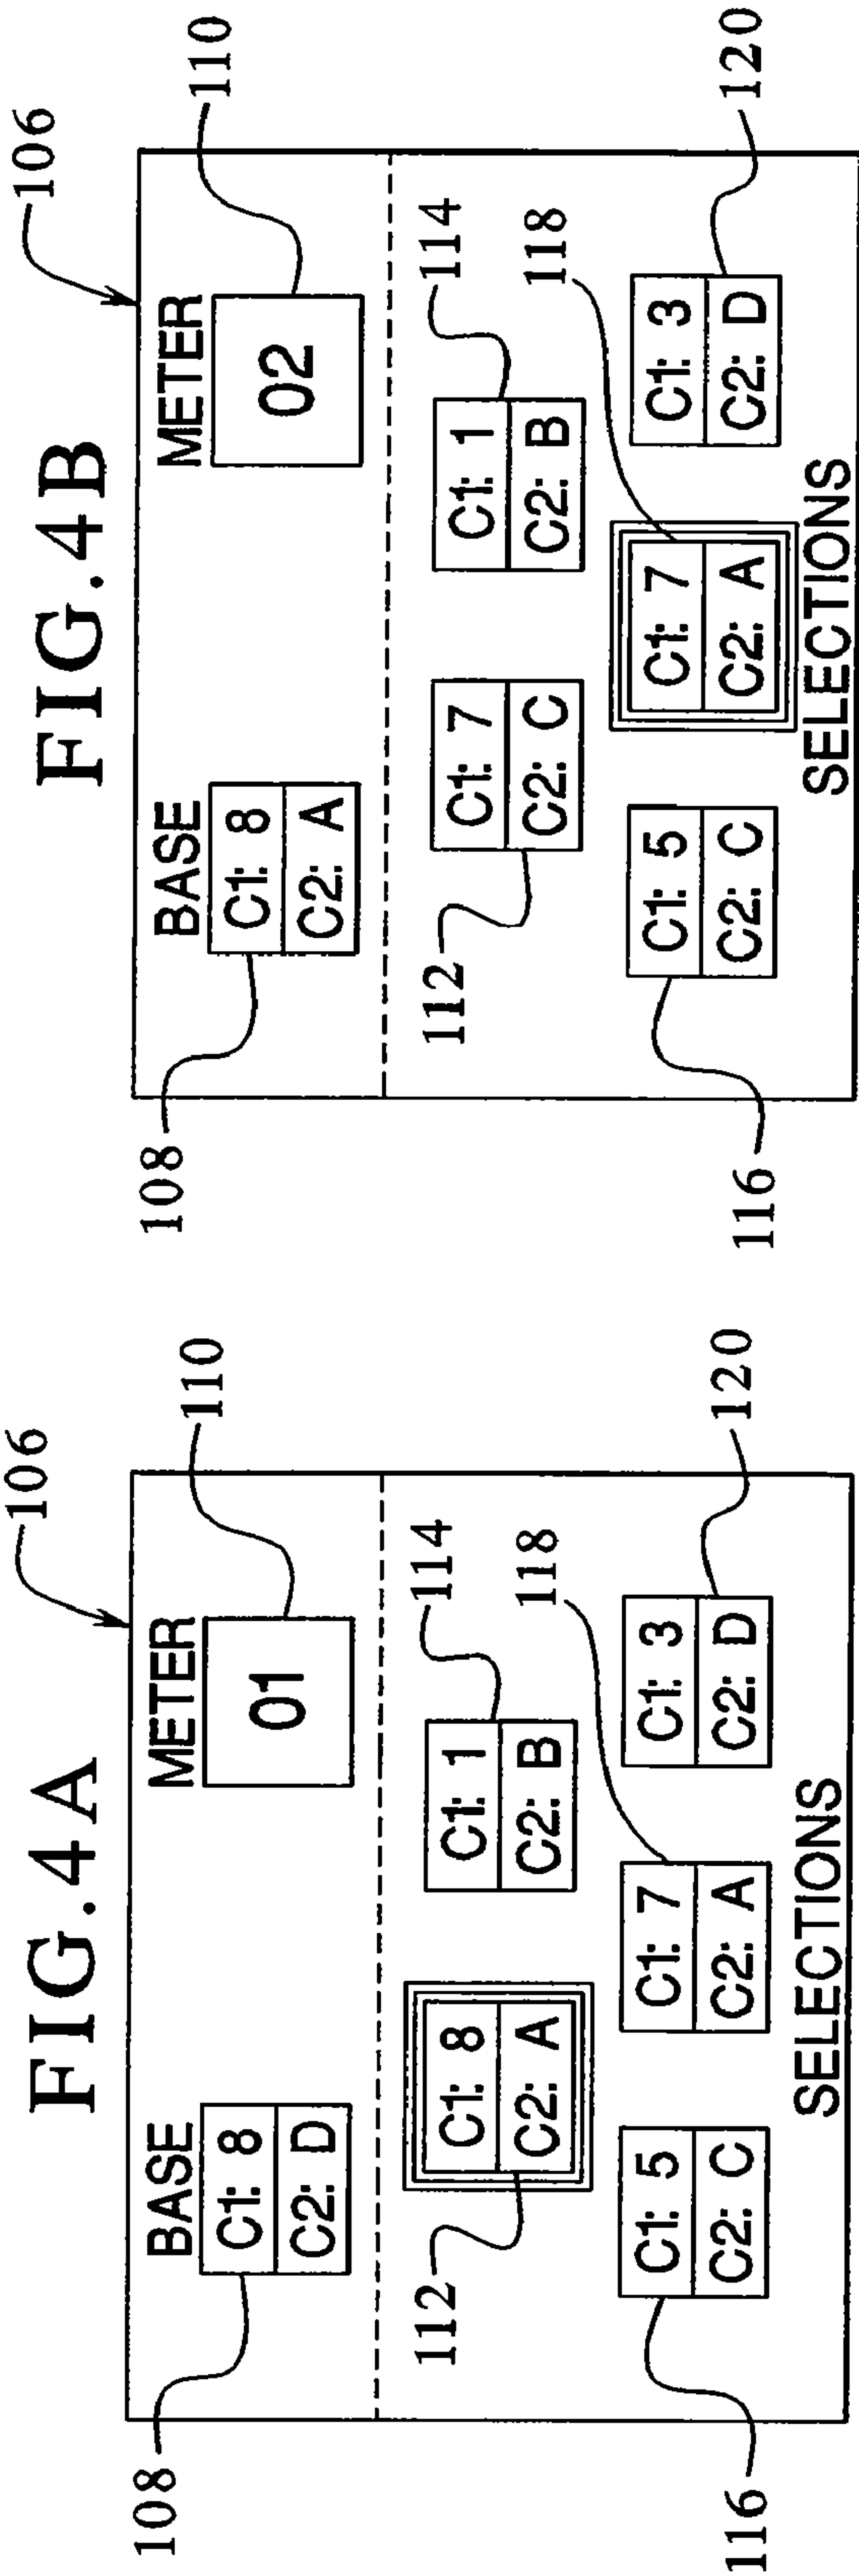 FIG.4A
106
BASE
METER
110
C1: 8
C2: D
01
108
114
C1: 8
C2: A
C1: 1
C2: B
112
118
C1: 5
C2: C
C1: 7
C2: A
C1: 3
C2: D
116
120
SELECTIONS
FIG.4B
106
BASE
METER
110
C1: 8
C2: A
02
108
114
C1: 7
C2: C
C1: 1
C2: B
112
118
C1: 5
C2: C
C1: 7
C2: A
C1: 3
C2: D
116
120
SELECTIONS